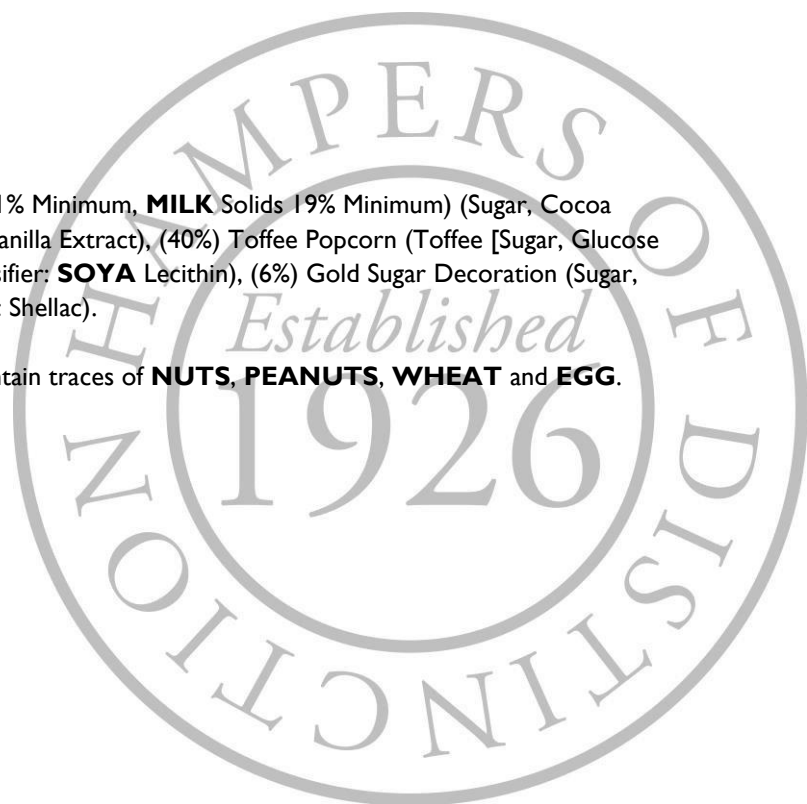 1% Minimum, MILK Solids 19% Minimum) (Sugar, Cocoa
anilla Extract), (40%) Toffee Popcorn (Toffee [Sugar, Glucose
sifier: SOYA Lecithin), (6%) Gold Sugar Decoration (Sugar,
: Shellac).
ntain traces of NUTS, PEANUTS, WHEAT and EGG.
HAMPERS OF DISTINCTION
Established
1926